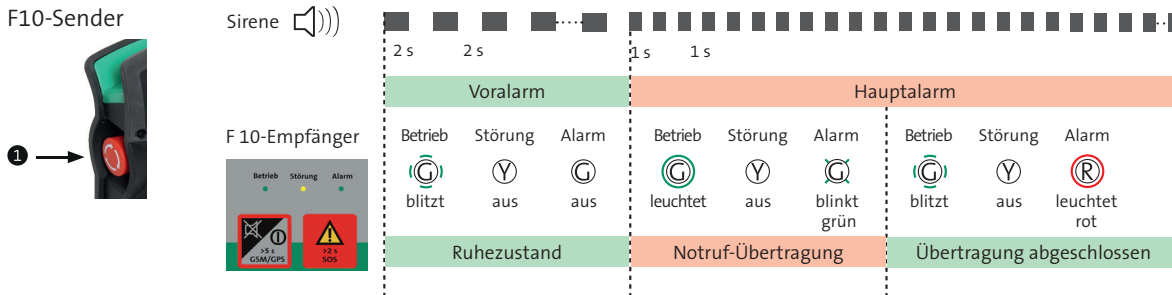 F10-Sender
Sirene
2 s 2 s 1 s 1 s
Voralarm Hauptalarm
F 10-Empfänger
Betrieb Störung Alarm Betrieb Störung Alarm Betrieb Störung Alarm
1
G Y G G Y G G Y R
blitzt aus aus leuchtet aus blinkt grün blitzt aus leuchtet rot
Betrieb Störung Alarm
>5 s
GSM/GPS
>2 s
SOS
Ruhezustand Notruf-Übertragung Übertragung abgeschlossen